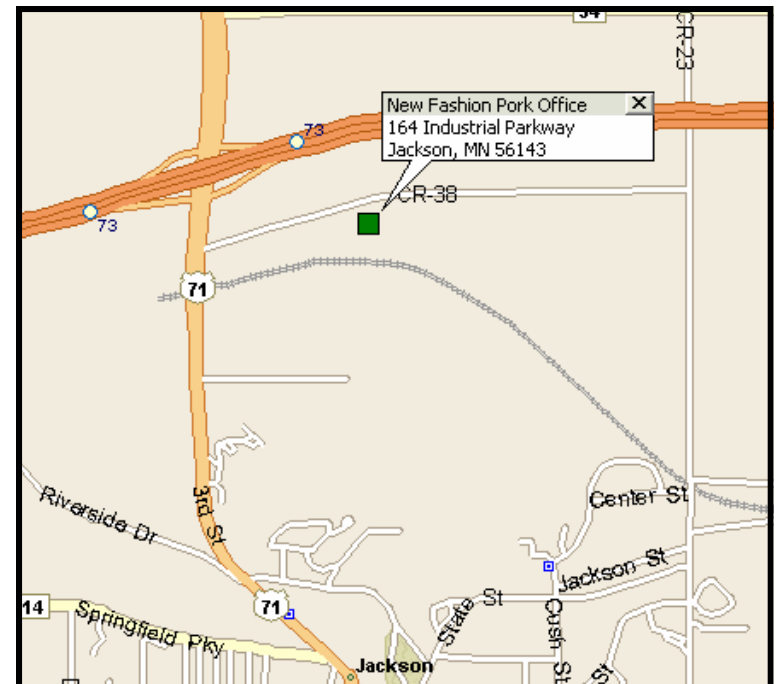 34
CR-23
New Fashion Pork Office
164 Industrial Parkway
Jackson, MN 56143
73
CR-38
73
71
Riverside Dr
3rd St
Center St
Jackson St
14
Springfield Pky
71
State St
Cush St
St
Jackson